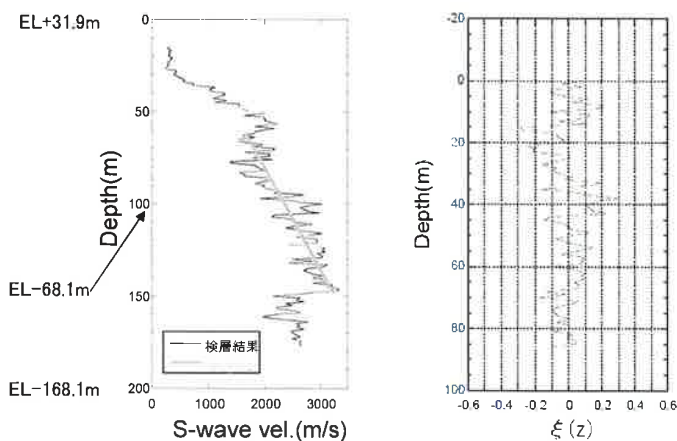 EL+31.9m
0
50
100
150
200
Depth(m)
EL-68.1m
EL-168.1m
検層結果
0
1000
2000
3000
S-wave vel.(m/s)
-20
0
20
40
60
80
100
Depth(m)
-0.6
-0.4
-0.2
0
0.2
0.4
0.6
ξ(z)